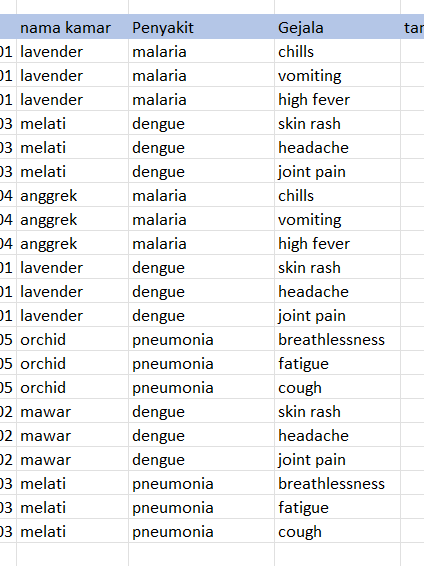 nama kamar Penyakit Gejala
01 lavender malaria chills
01 lavender malaria vomiting
01 lavender malaria high fever
03 melati dengue skin rash
03 melati dengue headache
03 melati dengue joint pain
04 anggrek malaria chills
04 anggrek malaria vomiting
04 anggrek malaria high fever
01 lavender dengue skin rash
01 lavender dengue headache
01 lavender dengue joint pain
05 orchid pneumonia breathlessness
05 orchid pneumonia fatigue
05 orchid pneumonia cough
02 mawar dengue skin rash
02 mawar dengue headache
02 mawar dengue joint pain
03 melati pneumonia breathlessness
03 melati pneumonia fatigue
03 melati pneumonia cough